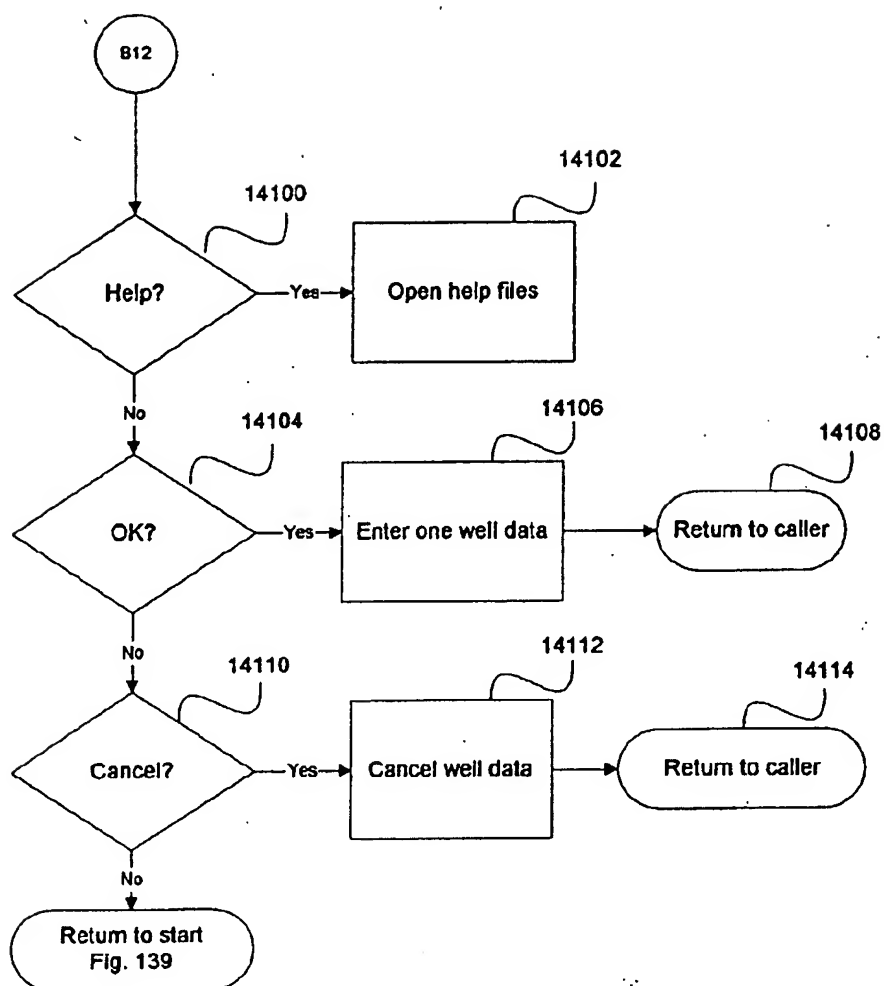 B12
14100
14102
Help?
Yes
Open help files
No
14104
14106
14108
OK?
Yes
Enter one well data
Return to caller
No
14110
14112
14114
Cancel?
Yes
Cancel well data
Return to caller
No
Return to start
Fig. 139